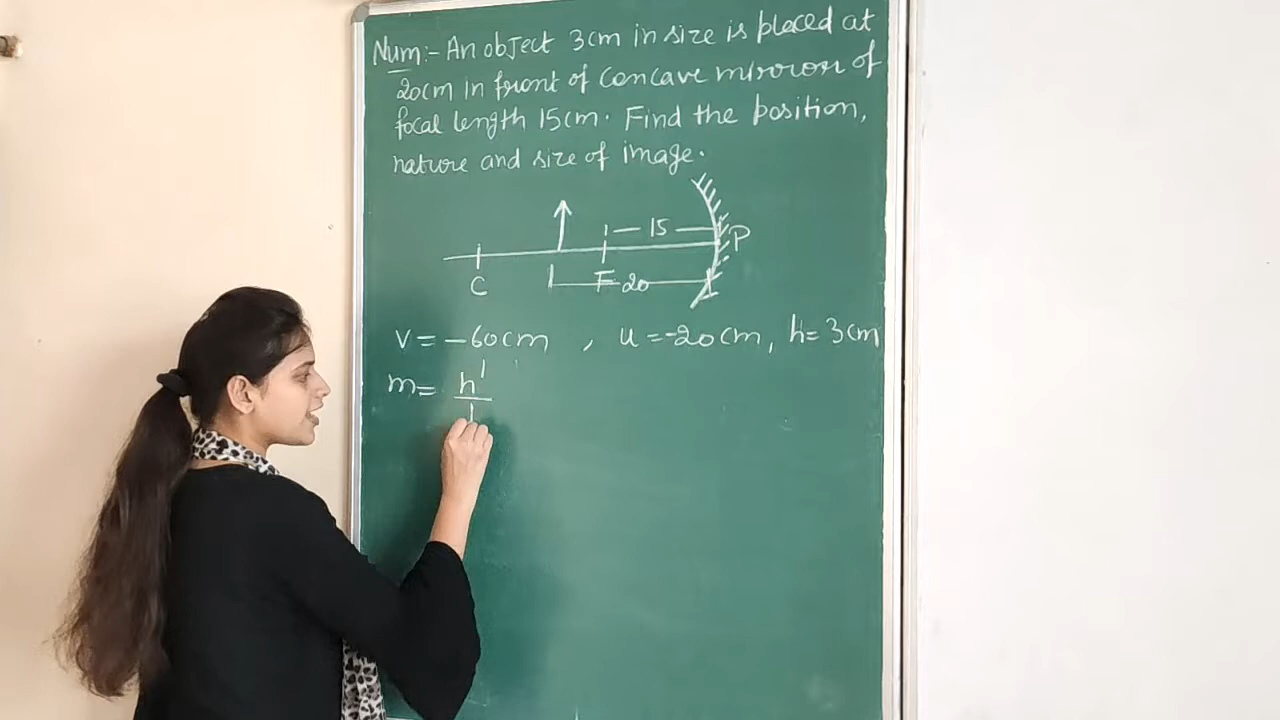 Num:- An object 3cm in size is placed at
20cm in front of concave mirror of
focal length 15cm. Find the position,
nature and size of image.
15
P
C
F
20
v = -60cm , u = -20cm, h = 3cm
m = h'